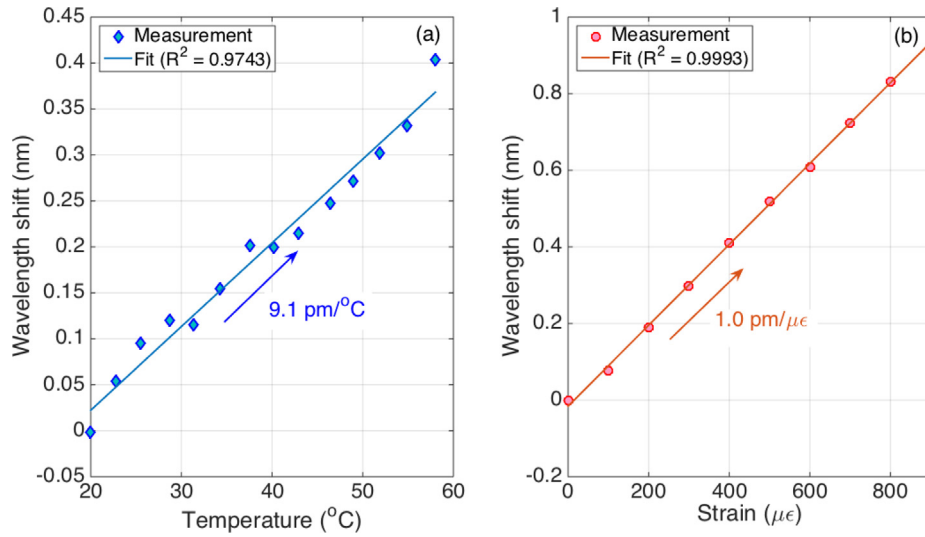 (a)
Measurement
Fit (R² = 0.9743)
0.45
0.4
0.35
0.3
0.25
0.2
0.15
0.1
0.05
0
-0.05
Wavelength shift (nm)
9.1 pm/°C
20
30
40
50
60
Temperature (°C)
(b)
Measurement
Fit (R² = 0.9993)
1
0.8
0.6
0.4
0.2
0
-0.2
Wavelength shift (nm)
1.0 pm/με
0
200
400
600
800
Strain (με)